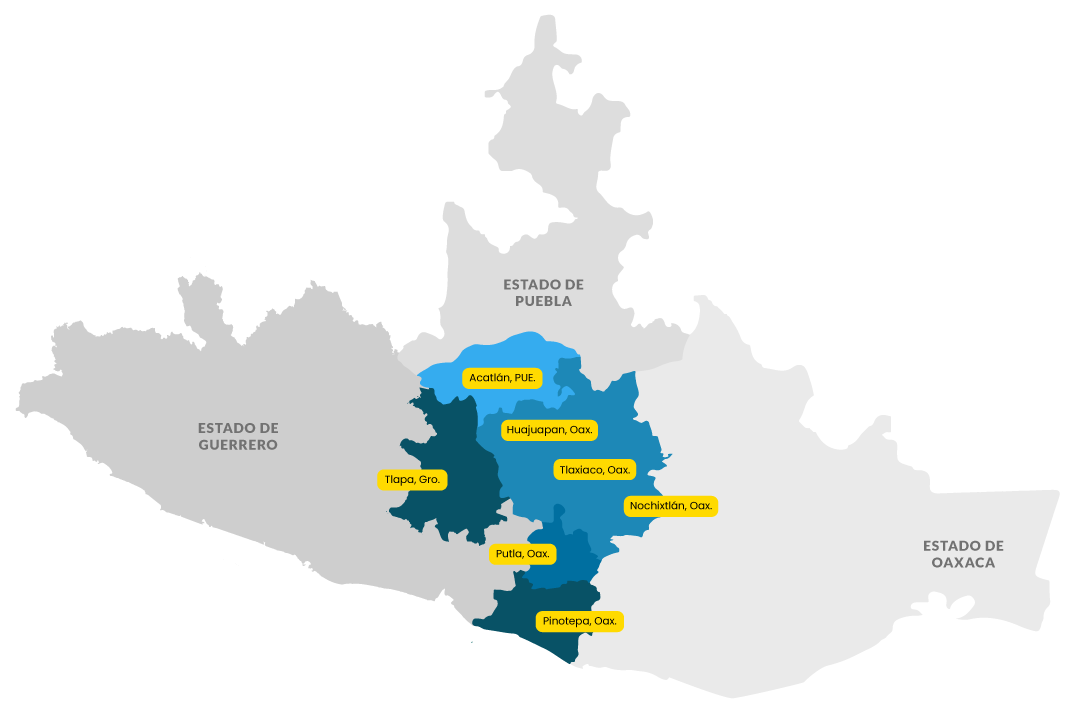 ESTADO DE
PUEBLA
Acatlán, PUE.
ESTADO DE
GUERRERO
Huajuapan, Oax.
Tlaxiaco, Oax.
Tlapa, Gro.
Nochixtlán, Oax.
Putla, Oax.
ESTADO DE
OAXACA
Pinotepa, Oax.